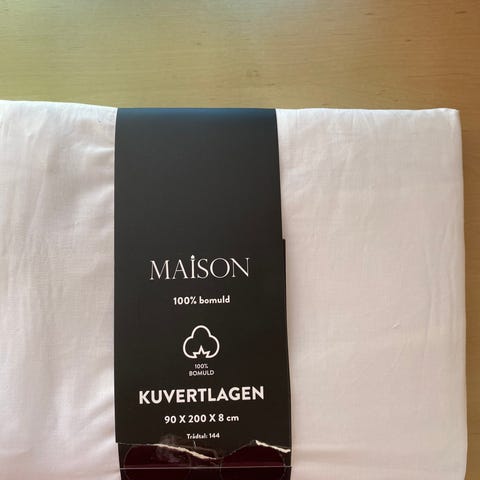 MAISON
100% bomuld
100%
BOMULD
KUVERTLAGEN
90 X 200 X 8 cm
Trådtal: 144